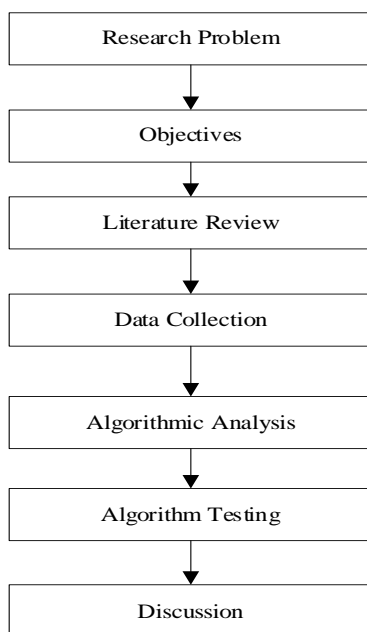 Research Problem
Objectives
Literature Review
Data Collection
Algorithmic Analysis
Algorithm Testing
Discussion